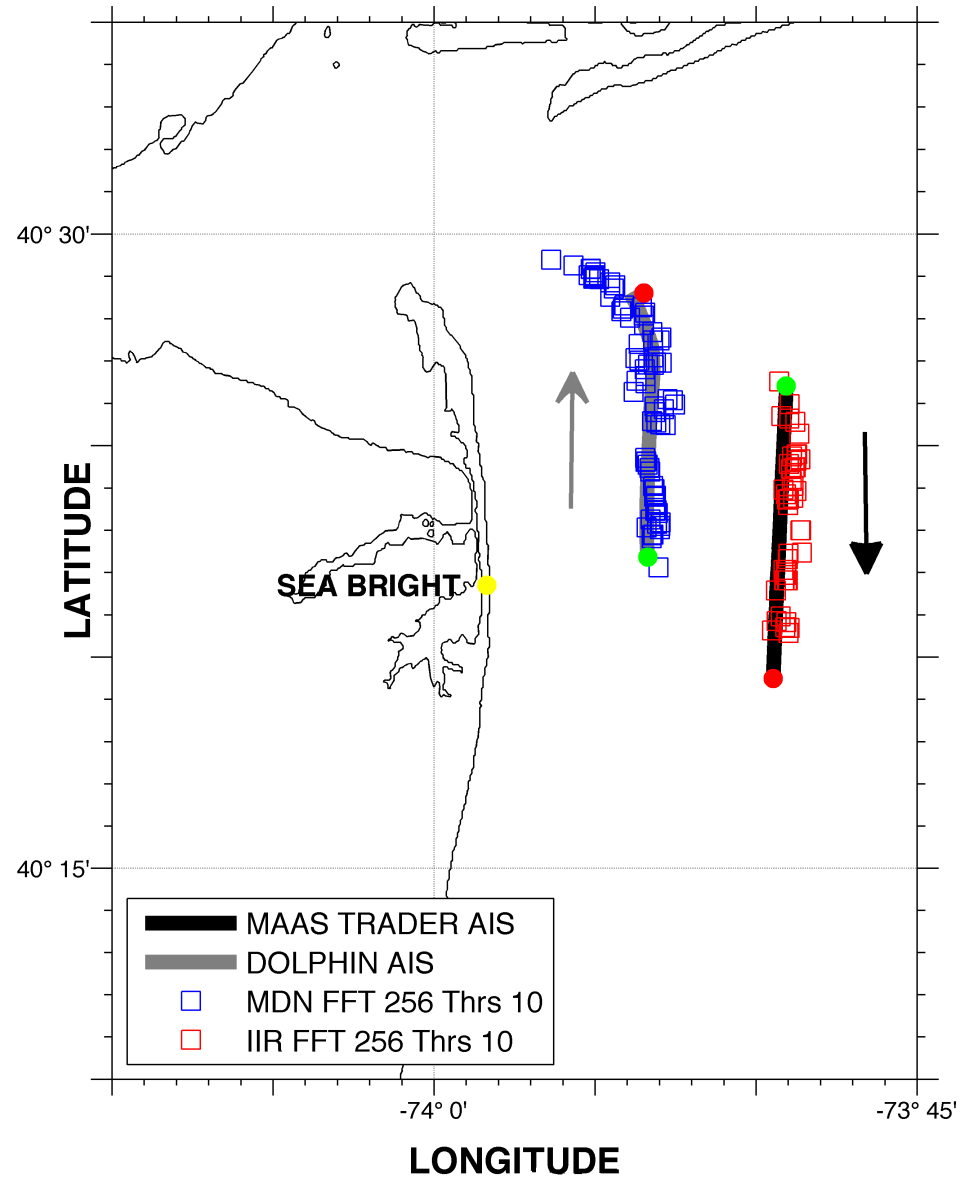 40° 30'
LATITUDE
SEA BRIGHT
40° 15'
MAAS TRADER AIS
DOLPHIN AIS
MDN FFT 256 Thrs 10
IIR FFT 256 Thrs 10
-74° 0'
-73° 45'
LONGITUDE